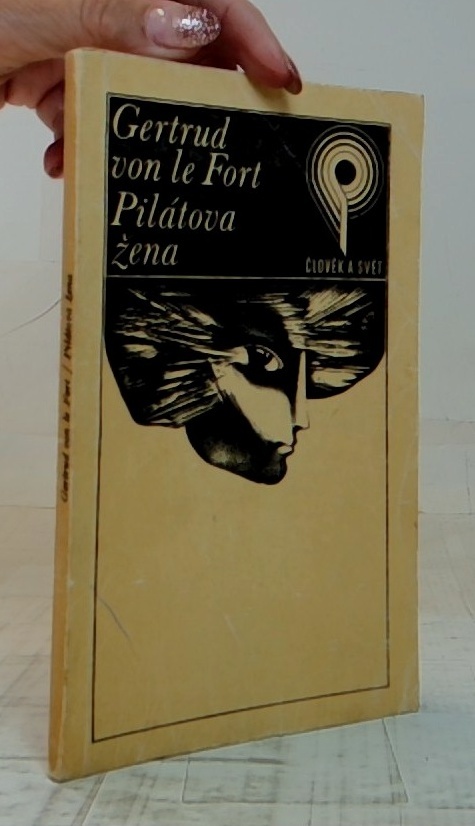 Gertrud
von le Fort
Pilátova
žena
ČLOVĚK A SVĚT
Gertrud von le Fort / Pilátova žena